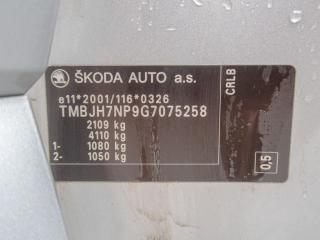 ŠKODA AUTO a.s.
e11*2001/116*0326
TMBJH7NP9G7075258
2109 kg
4110 kg
1- 1080 kg
2- 1050 kg
CRLB
0,5